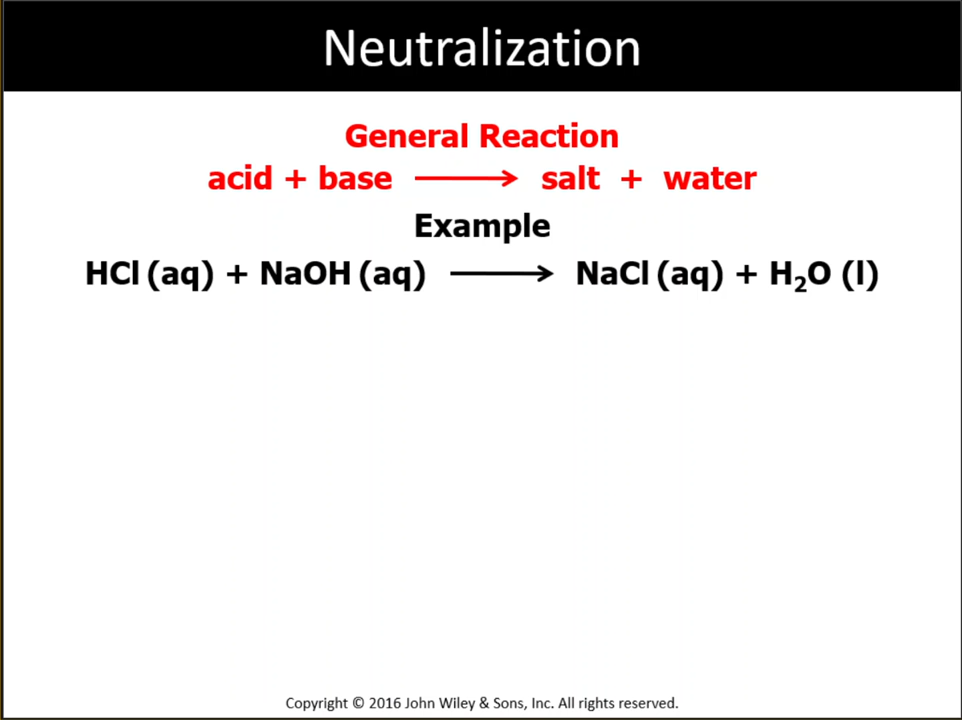 Neutralization
General Reaction
acid + base ⟶ salt + water
Example
HCl (aq) + NaOH (aq) ⟶ NaCl (aq) + H₂O (l)
Copyright © 2016 John Wiley & Sons, Inc. All rights reserved.